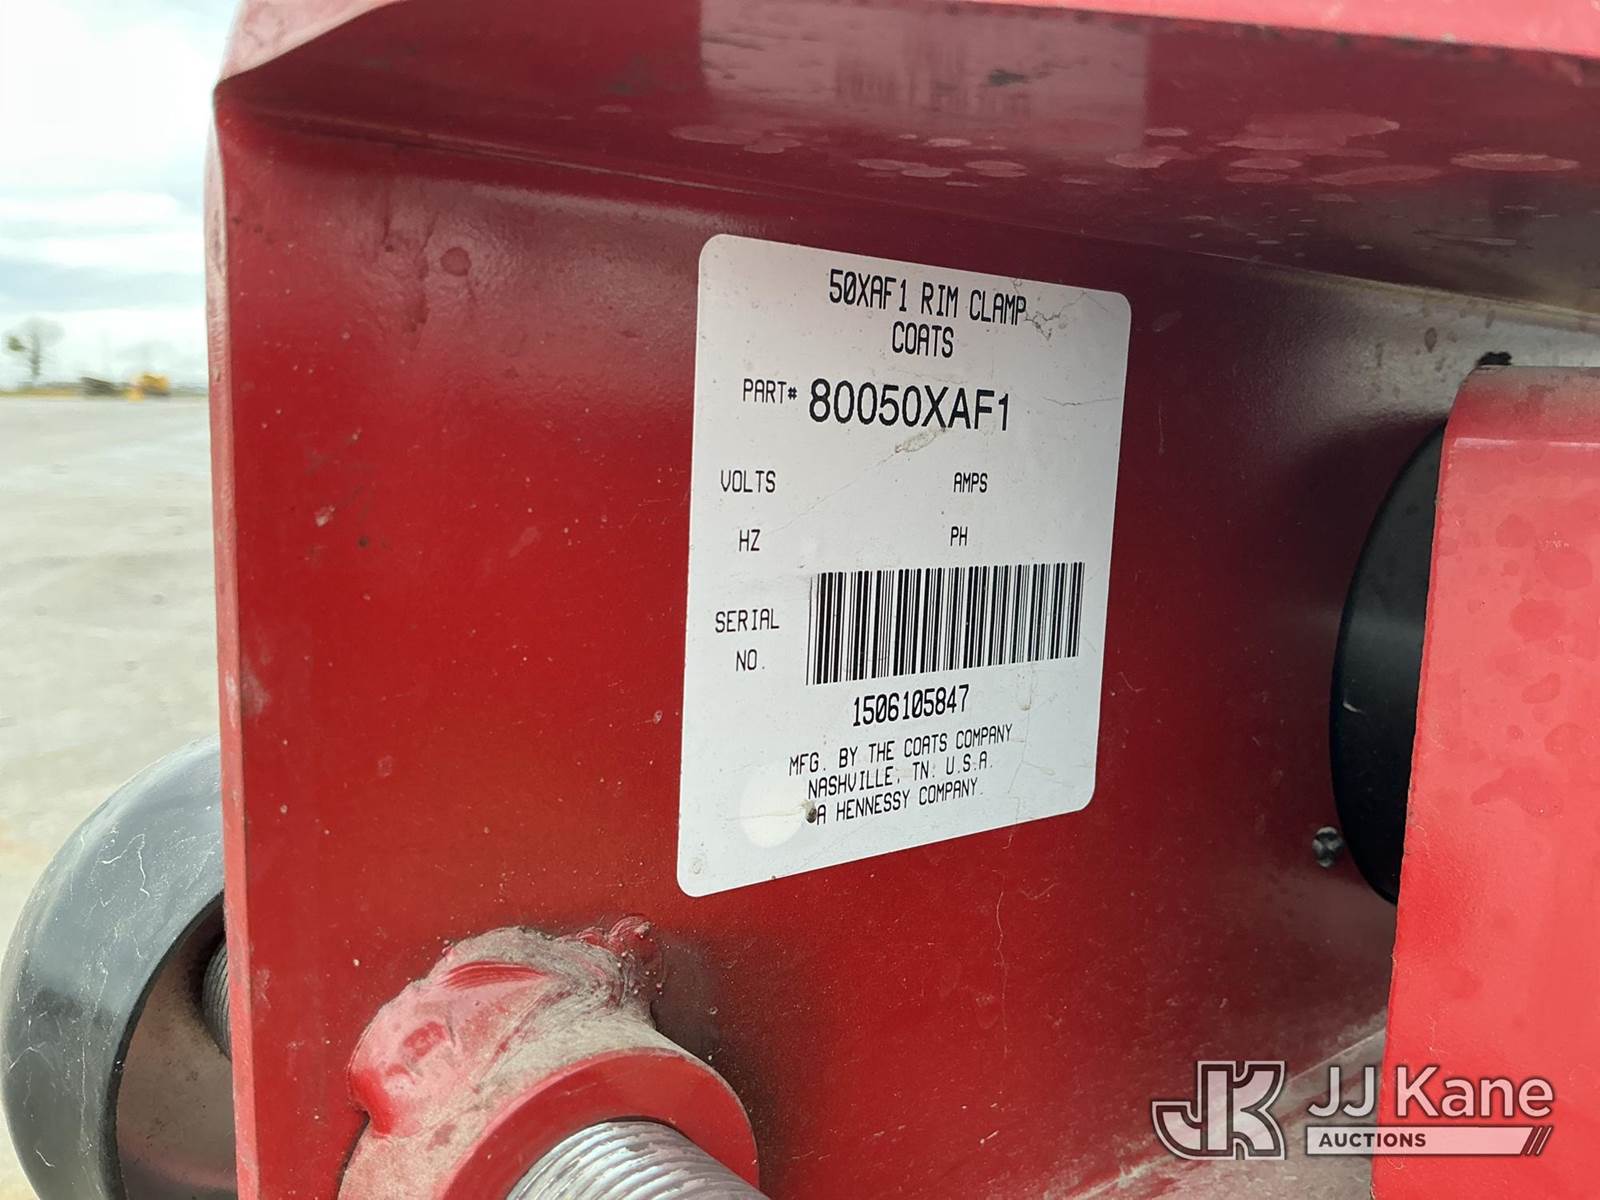 50XAF1 RIM CLAMP
COATS
PART# 80050XAF1
VOLTS AMPS
HZ PH
SERIAL
NO.
1506105847
MFG. BY THE COATS COMPANY
NASHVILLE, TN. U.S.A.
A HENNESSY COMPANY.
JK JJ Kane
AUCTIONS